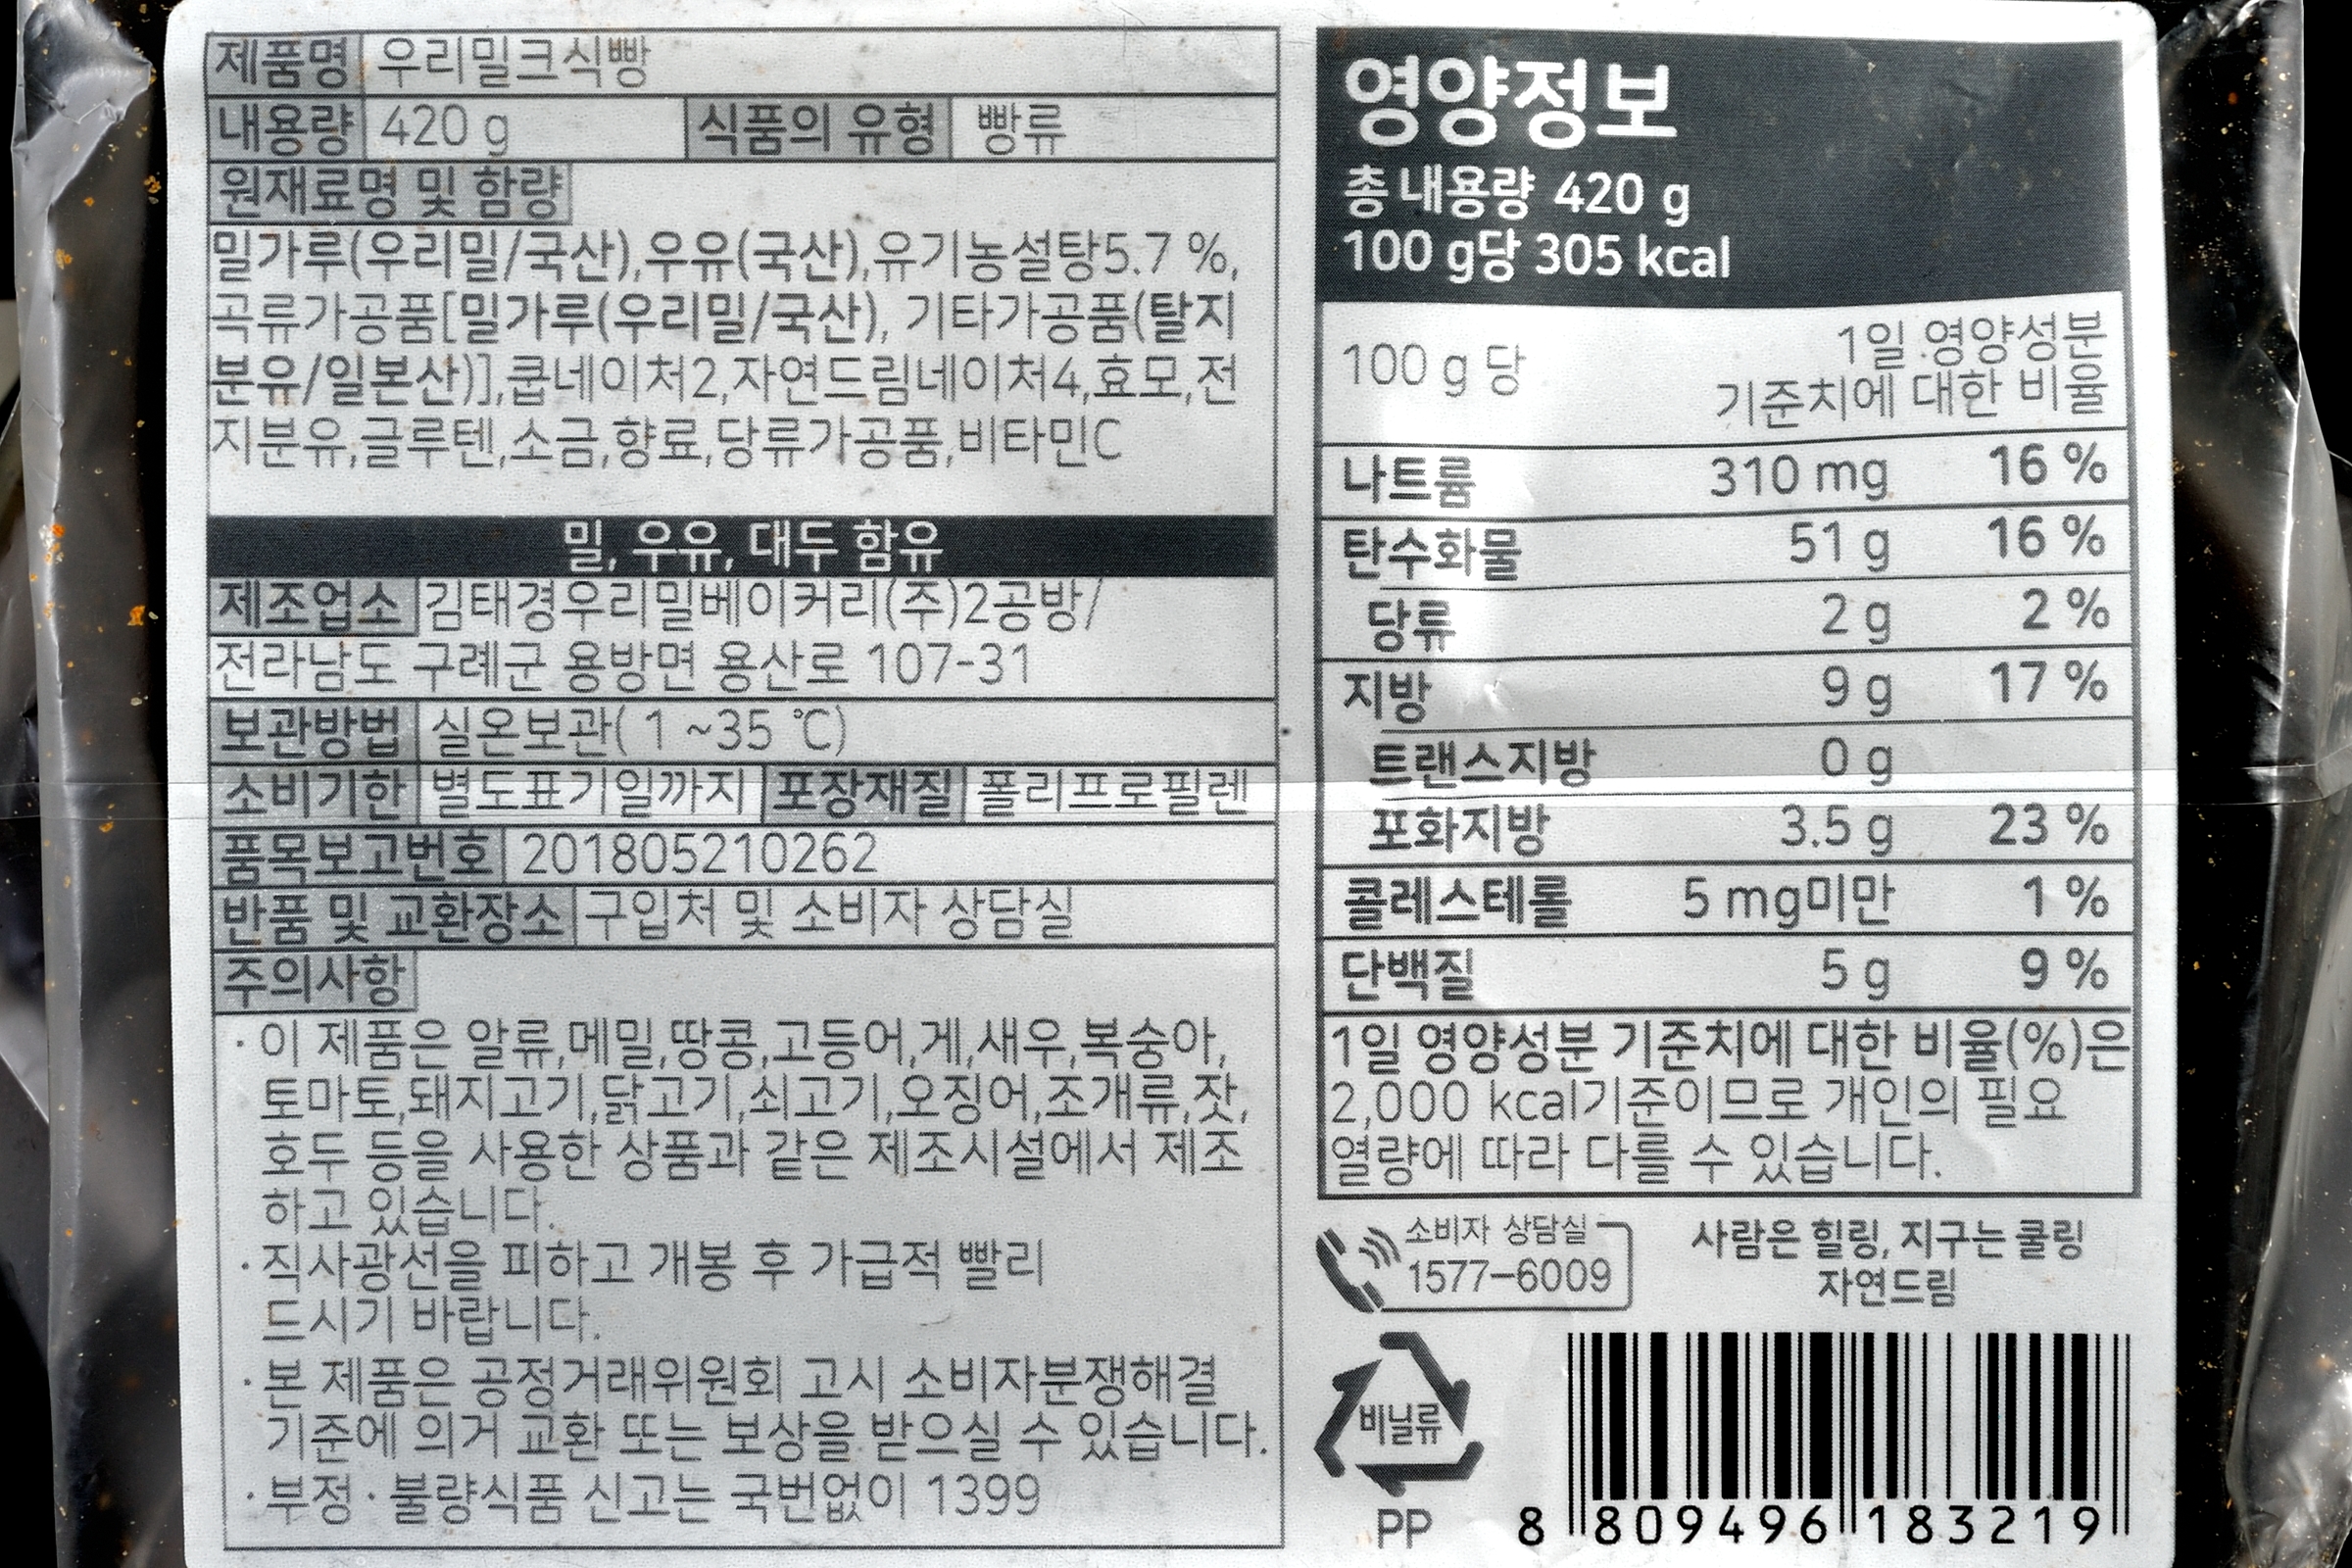 제품명 우리밀크식빵
내용량 420 g 식품의 유형 빵류
원재료명 및 함량
밀가루(우리밀/국산),우유(국산),유기농설탕5.7 %,
곡류가공품[밀가루(우리밀/국산), 기타가공품(탈지
분유/일본산)],쿱네이처2,자연드림네이처4,효모,전
지분유,글루텐,소금,향료,당류가공품,비타민C
밀, 우유, 대두 함유
제조업소 김태경우리밀베이커리(주)2공방/
전라남도 구례군 용방면 용산로 107-31
보관방법 실온보관( 1 ~35 ℃)
소비기한 별도표기일까지 포장재질 폴리프로필렌
품목보고번호 201805210262
반품 및 교환장소 구입처 및 소비자 상담실
주의사항
· 이 제품은 알류,메밀,땅콩,고등어,게,새우,복숭아,
토마토,돼지고기,닭고기,쇠고기,오징어,조개류,잣,
호두 등을 사용한 상품과 같은 제조시설에서 제조
하고 있습니다.
· 직사광선을 피하고 개봉 후 가급적 빨리
드시기 바랍니다.
· 본 제품은 공정거래위원회 고시 소비자분쟁해결
기준에 의거 교환 또는 보상을 받으실 수 있습니다.
· 부정 · 불량식품 신고는 국번없이 1399
영양정보
총 내용량 420 g
100 g당 305 kcal
100 g 당 1일 영양성분
기준치에 대한 비율
나트륨 310 mg 16 %
탄수화물 51 g 16 %
당류 2 g 2 %
지방 9 g 17 %
트랜스지방 0 g
포화지방 3.5 g 23 %
콜레스테롤 5 mg미만 1 %
단백질 5 g 9 %
1일 영양성분 기준치에 대한 비율(%)은
2,000 kcal기준이므로 개인의 필요
열량에 따라 다를 수 있습니다.
소비자 상담실
1577-6009
사람은 힐링, 지구는 쿨링
자연드림
비닐류
PP
8 809496 183219